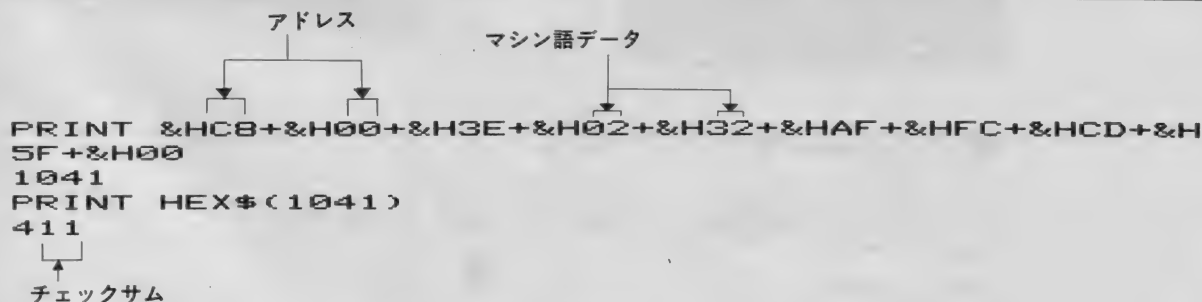 アドレス
マシン語データ
PRINT &HC8+&H00+&H3E+&H02+&H32+&HAF+&HFC+&HCD+&H
5F+&H00
1041
PRINT HEX$(1041)
411
チェックサム